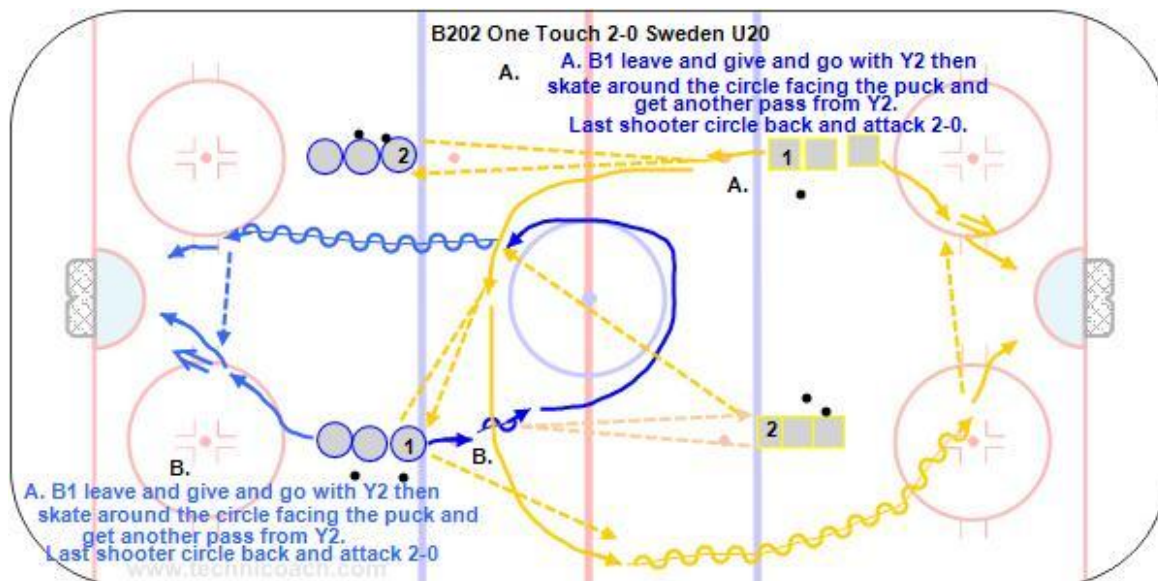 B202 One Touch 2-0 Sweden U20
A.
A. B1 leave and give and go with Y2 then
skate around the circle facing the puck and
get another pass from Y2.
Last shooter circle back and attack 2-0.
2
1
A.
1
2
B.
B.
A. B1 leave and give and go with Y2 then
skate around the circle facing the puck and
get another pass from Y2.
Last shooter circle back and attack 2-0
www.technicoach.com